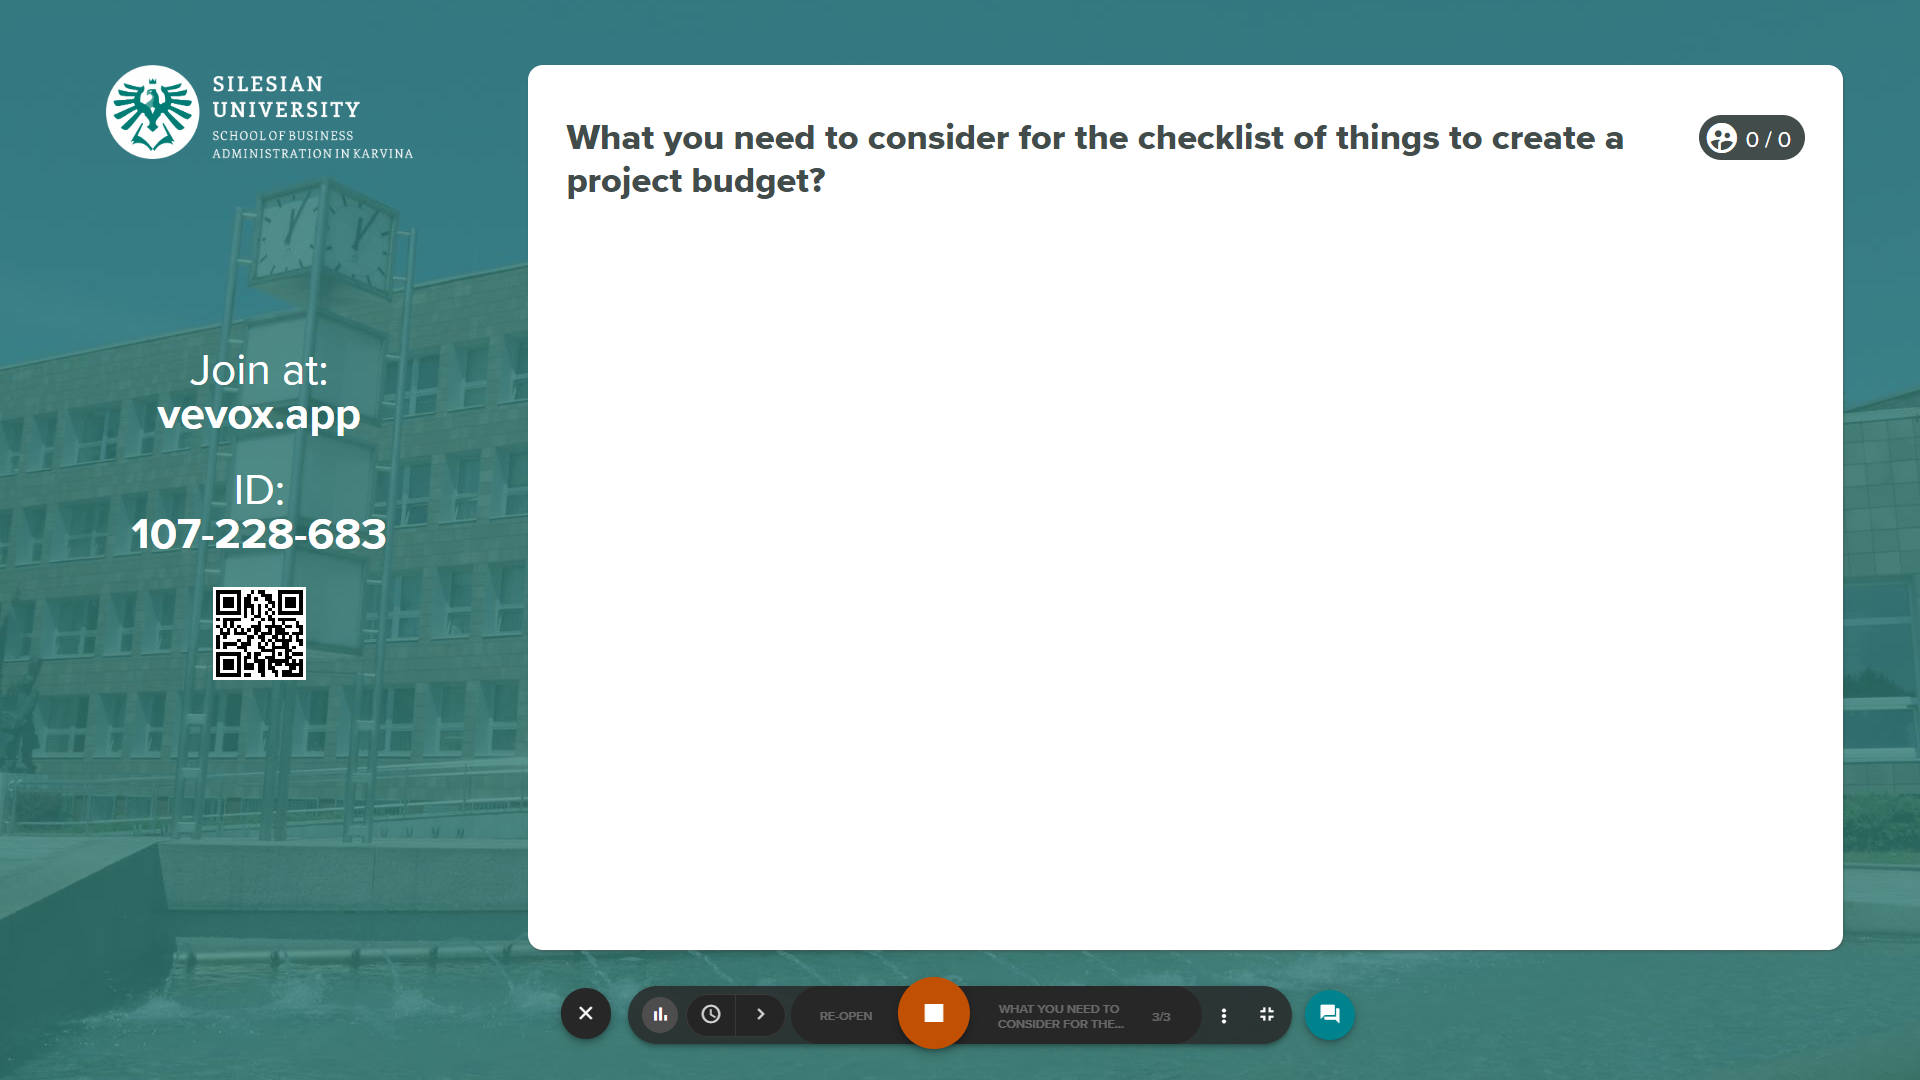 SILESIAN
UNIVERSITY
SCHOOL OF BUSINESS
ADMINISTRATION IN KARVINA
Join at:
vevox.app
ID:
107-228-683
What you need to consider for the checklist of things to create a
project budget?
0 / 0
RE-OPEN
WHAT YOU NEED TO
CONSIDER FOR THE...
3/3